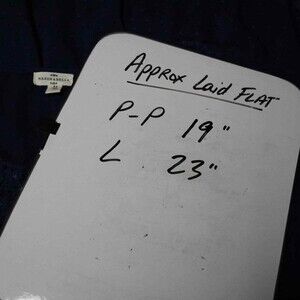 Approx Laid FLAT
P-P 19"
L 23"